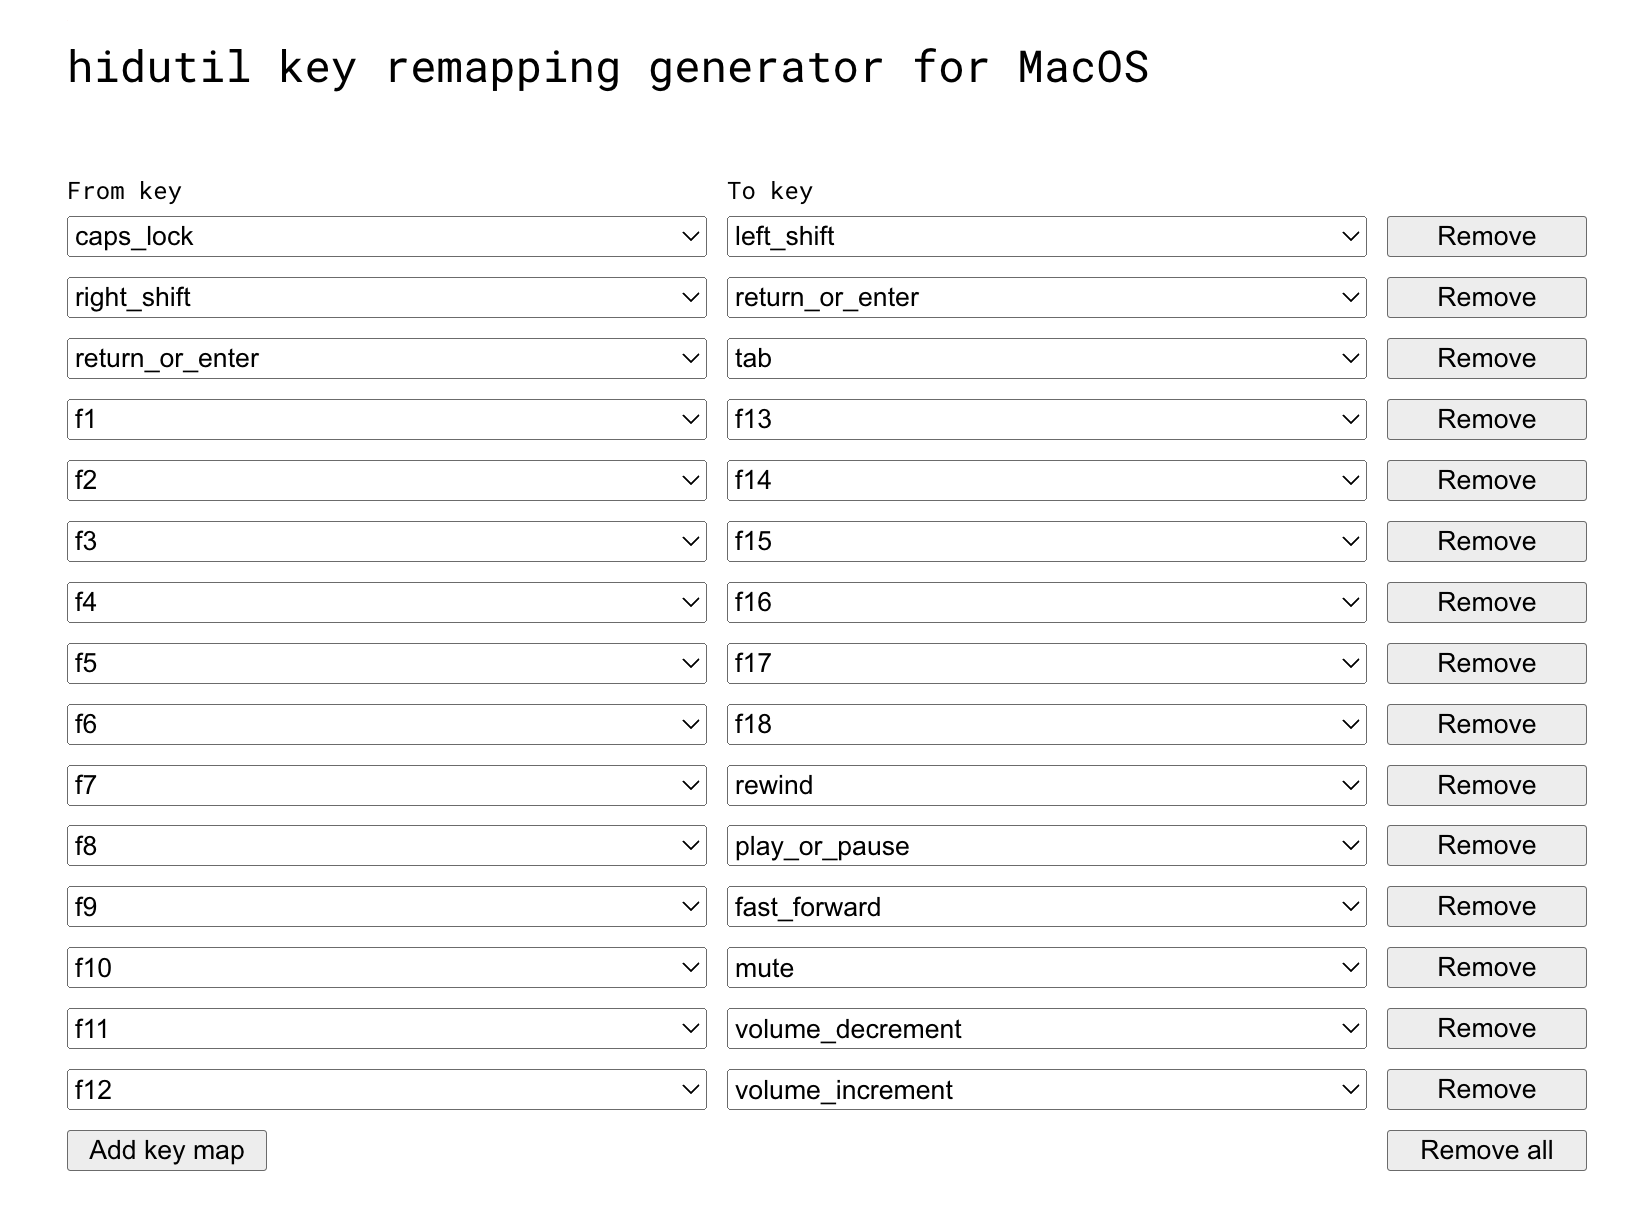 hidutil key remapping generator for MacOS
From key To key
caps_lock left_shift Remove
right_shift return_or_enter Remove
return_or_enter tab Remove
f1 f13 Remove
f2 f14 Remove
f3 f15 Remove
f4 f16 Remove
f5 f17 Remove
f6 f18 Remove
f7 rewind Remove
f8 play_or_pause Remove
f9 fast_forward Remove
f10 mute Remove
f11 volume_decrement Remove
f12 volume_increment Remove
Add key map Remove all